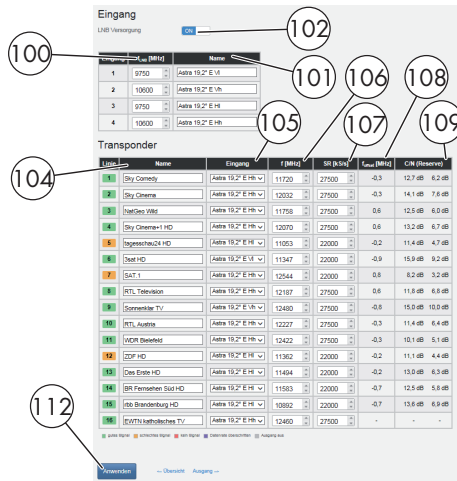 Eingang
LNB Versorgung ON
102
100
Eingang fLNB [MHz] Name
101
1 9750 Astra 19,2° E Vl
2 10600 Astra 19,2° E Vh
3 9750 Astra 19,2° E Hl
4 10600 Astra 19,2° E Hh
106
108
105
107
109
Transponder
104
Linie Name Eingang f [MHz] SR [kS/s] foffset [MHz] C/N (Reserve)
1 Sky Comedy Astra 19,2° E Hh 11720 27500 -0,3 12,7 dB 6,2 dB
2 Sky Cinema Astra 19,2° E Hh 12032 27500 -0,3 14,1 dB 7,6 dB
3 NatGeo Wild Astra 19,2° E Hh 11758 27500 0,6 12,5 dB 6,0 dB
4 Sky Cinema+1 HD Astra 19,2° E Hh 12070 27500 0,6 13,2 dB 6,7 dB
5 tagesschau24 HD Astra 19,2° E Hl 11053 22000 -0,2 11,4 dB 4,7 dB
6 3sat HD Astra 19,2° E Vl 11347 22000 -0,9 15,9 dB 9,2 dB
7 SAT.1 Astra 19,2° E Hh 12544 22000 0,8 8,2 dB 3,2 dB
8 RTL Television Astra 19,2° E Hh 12187 27500 0,6 11,8 dB 6,8 dB
9 Sonnenklar TV Astra 19,2° E Vh 12480 27500 -0,8 15,0 dB 10,0 dB
10 RTL Austria Astra 19,2° E Hh 12227 27500 -0,3 11,4 dB 6,4 dB
11 WDR Bielefeld Astra 19,2° E Hh 12422 27500 -0,3 10,1 dB 5,1 dB
12 ZDF HD Astra 19,2° E Hl 11362 22000 -0,2 11,1 dB 4,4 dB
13 Das Erste HD Astra 19,2° E Hl 11494 22000 -0,2 13,0 dB 6,3 dB
14 BR Fernsehen Süd HD Astra 19,2° E Hl 11583 22000 -0,7 12,5 dB 5,8 dB
15 rbb Brandenburg HD Astra 19,2° E Hl 10892 22000 -0,7 13,6 dB 6,9 dB
16 EWTN katholisches TV Astra 19,2° E Hh 12460 27500 - - -
gutes Signal schlechtes Signal kein Signal Datenrate überschritten Ausgang aus
112
Anwenden ← Übersicht Ausgang →